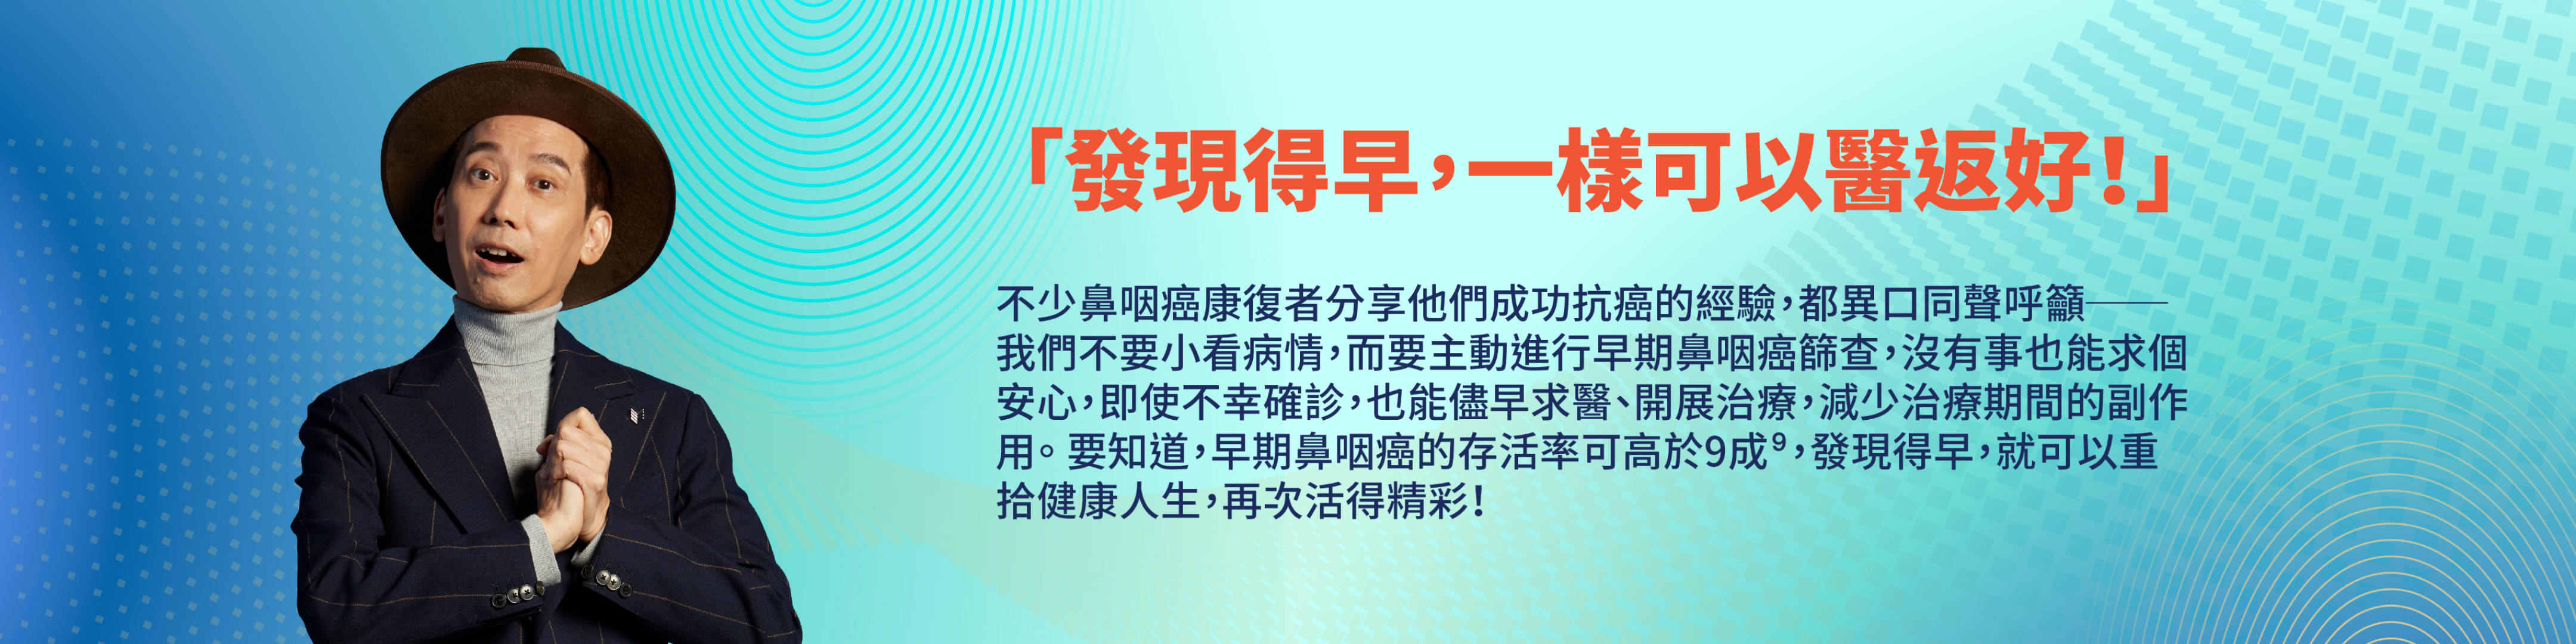 「發現得早，一樣可以醫返好！」
不少鼻咽癌康復者分享他們成功抗癌的經驗，都異口同聲呼籲——
我們不要小看病情，而要主動進行早期鼻咽癌篩查，沒有事也能求個
安心，即使不幸確診，也能儘早求醫、開展治療，減少治療期間的副作
用。要知道，早期鼻咽癌的存活率可高於9成⁹，發現得早，就可以重
拾健康人生，再次活得精彩！